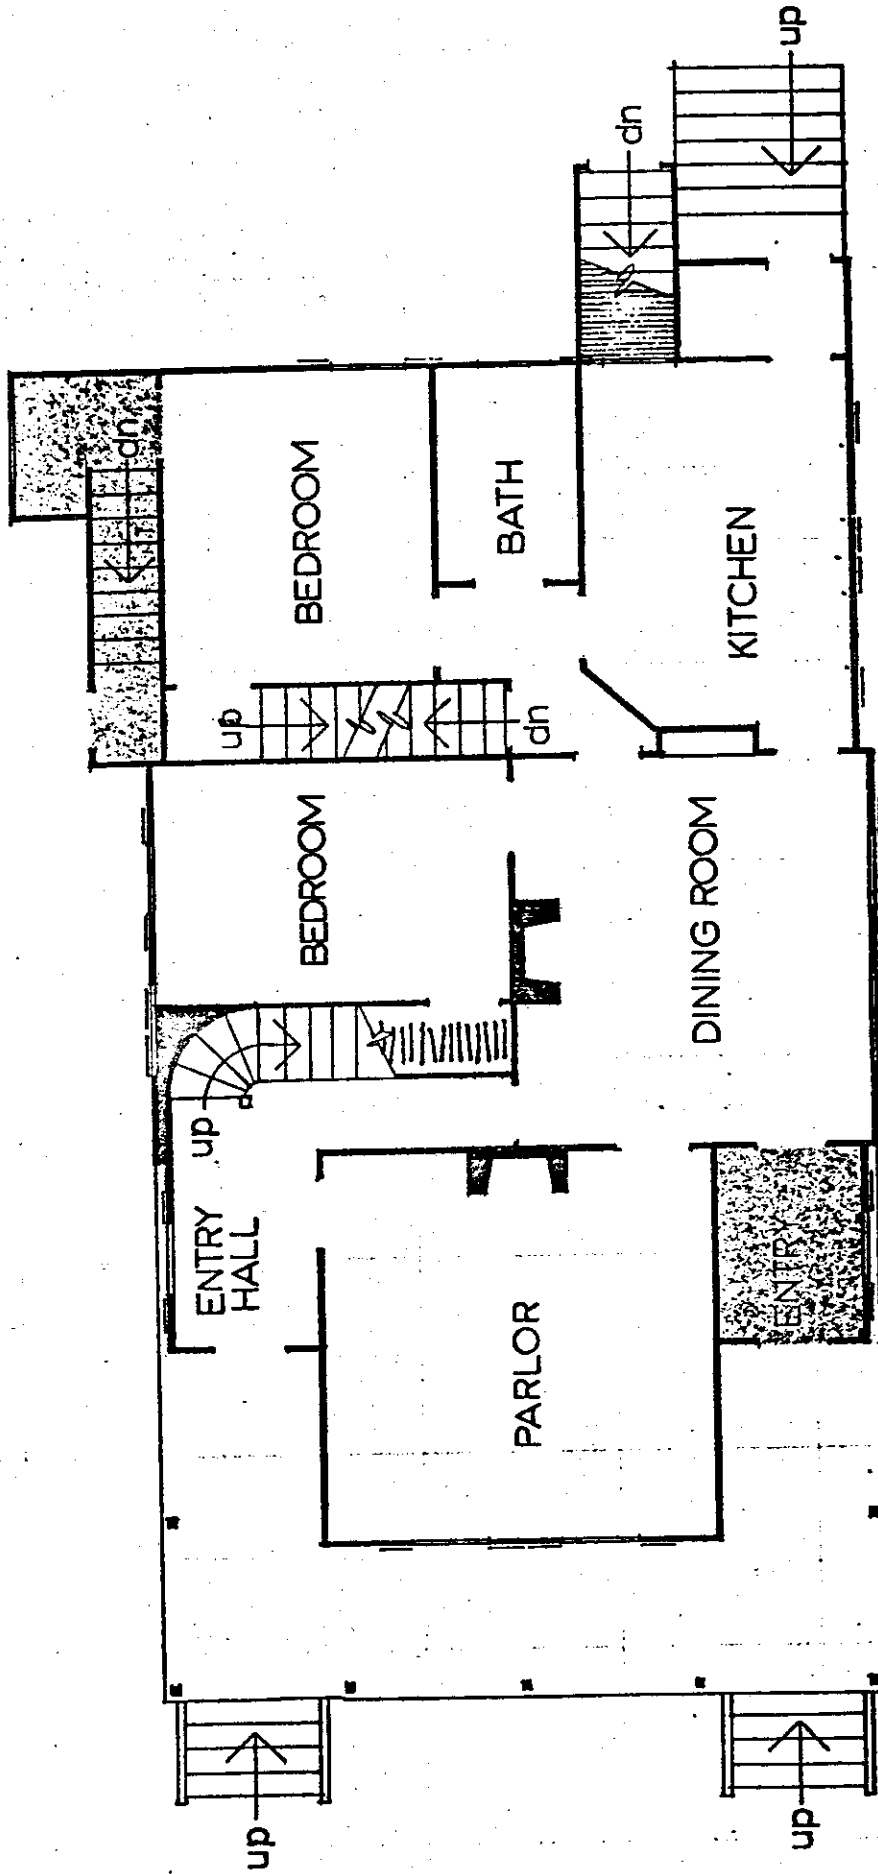 up
dn
up
dn
BEDROOM
BATH
KITCHEN
up
dn
BEDROOM
DINING ROOM
up
ENTRY
HALL
PARLOR
ENTRY
up
up